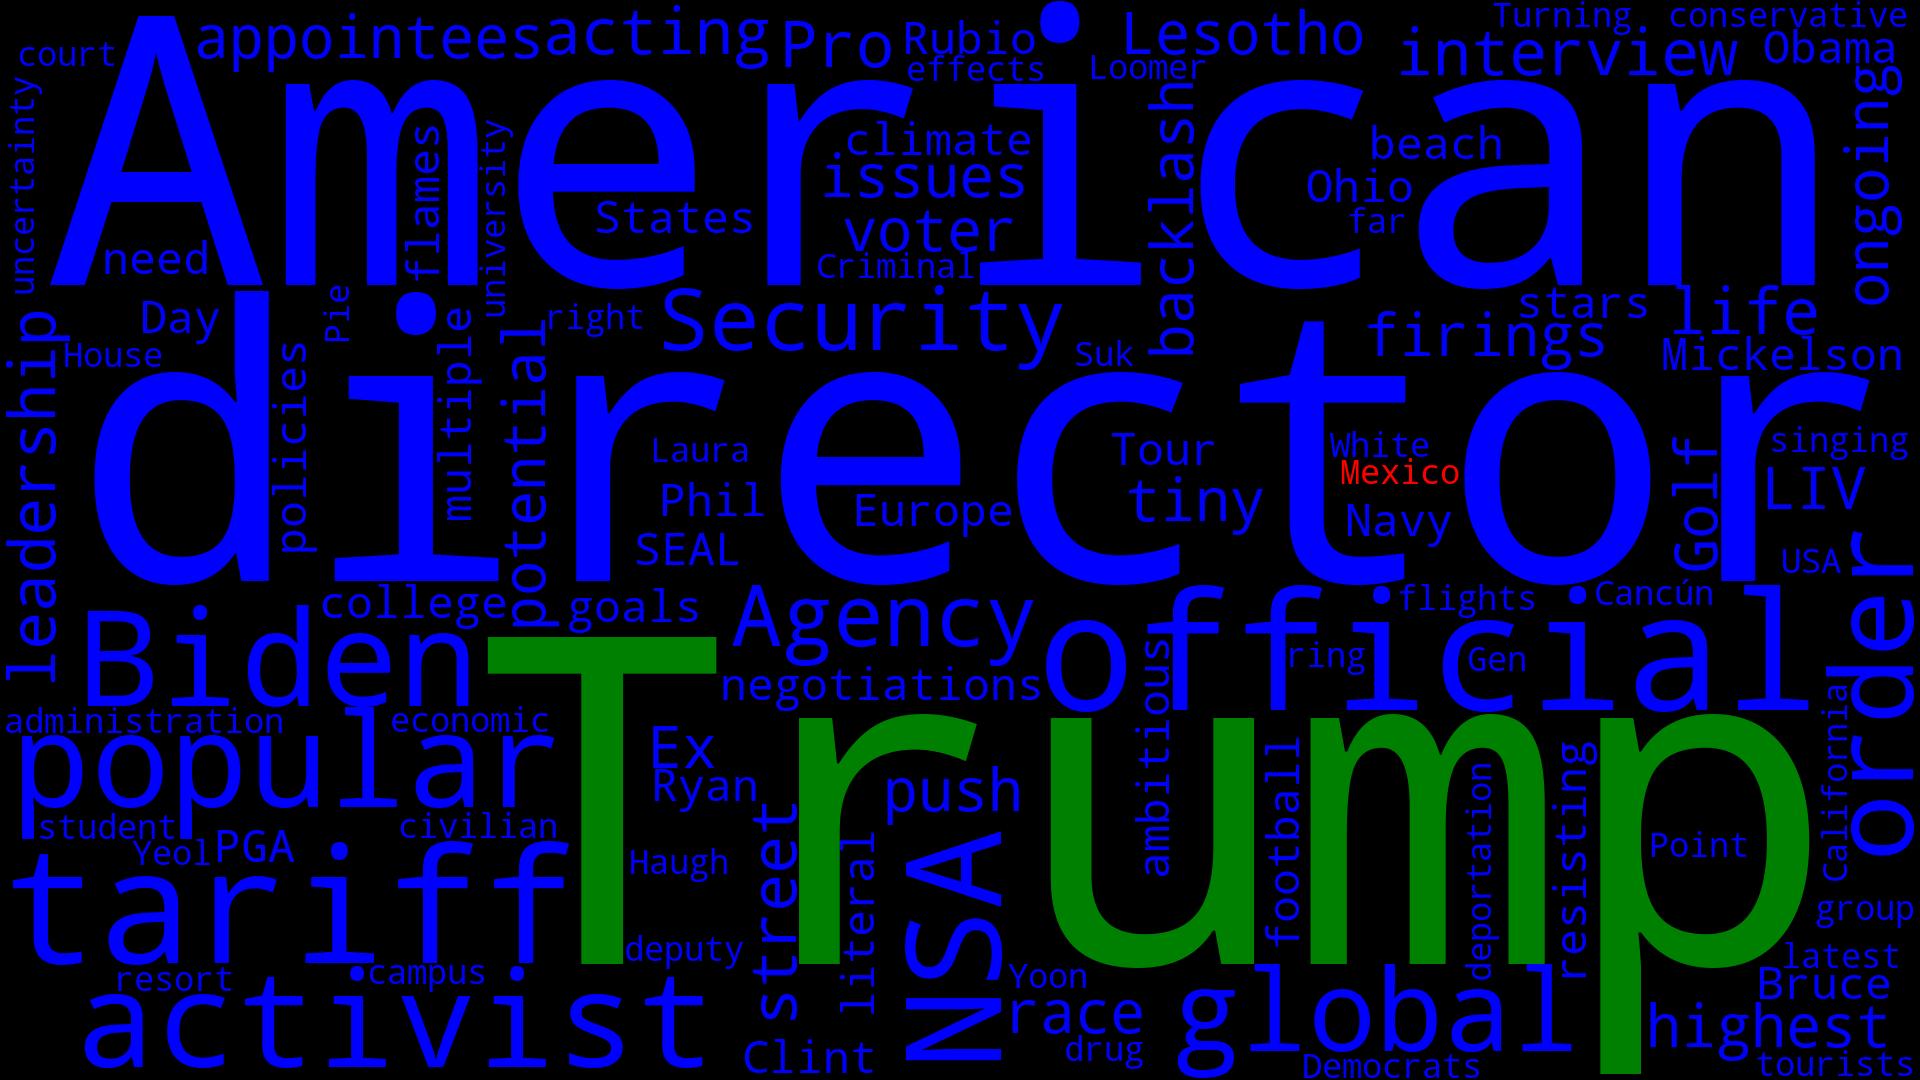 Turning conservative
court
appointees
acting
Pro
Rubio
Lesotho
interview
Obama
effects
Loomer
American
uncertainty
flames
university
climate
issues
States
voter
Criminal
backlash
beach
Ohio
far
ongoing
need
Day
Pie
House
right
Security
Suk
stars
life
firings
Mickelson
leadership
policies
multiple
potential
director
Laura
Phil
SEAL
Europe
Tour
tiny
White
Mexico
Navy
Golf
singing
LIV
USA
college
goals
Agency
flights
Cancún
Biden
official
order
negotiations
ambitious
ring
Gen
administration
economic
popular
Trump
Ex
Ryan
push
football
deportation
resisting
California
student
civilian
Yeol
PGA
Haugh
street
literal
NSA
Point
tariff
deputy
group
resort
campus
latest
activist
Yoon
race
global
Bruce
highest
Clint
drug
Democrats
tourists